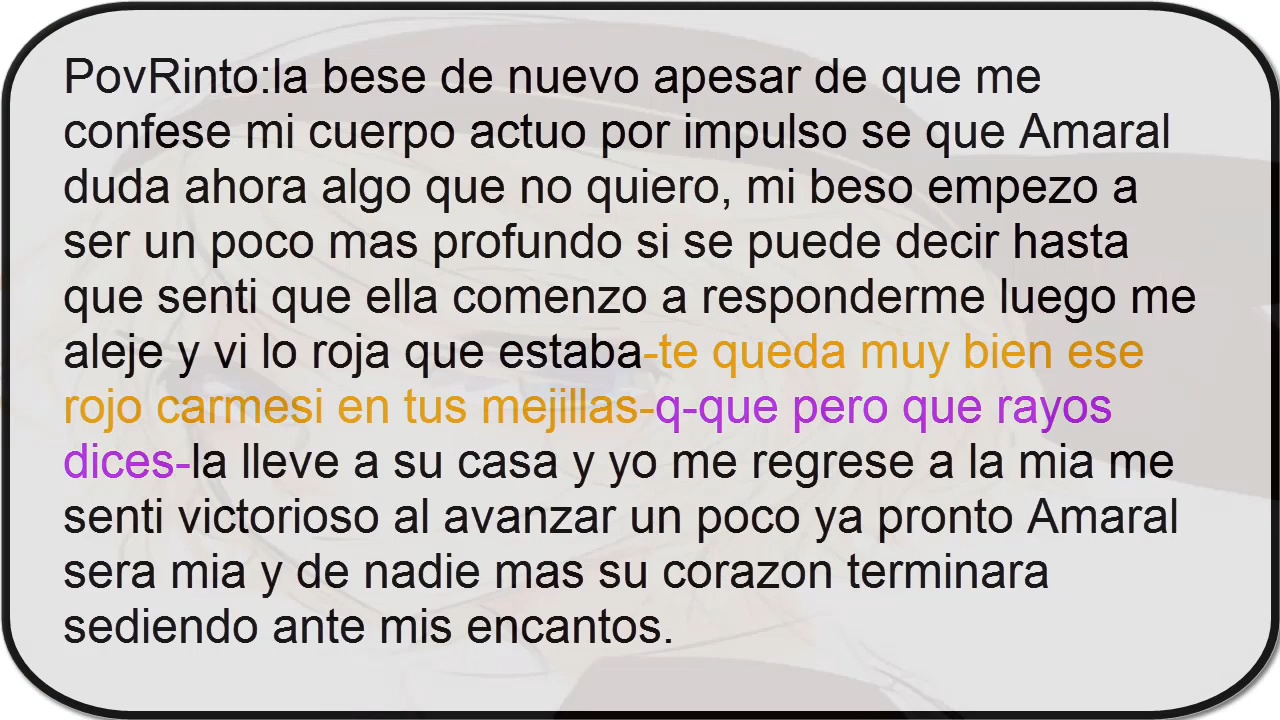 PovRinto:la bese de nuevo apesar de que me
confese mi cuerpo actuo por impulso se que Amaral
duda ahora algo que no quiero, mi beso empezo a
ser un poco mas profundo si se puede decir hasta
que senti que ella comenzo a responderme luego me
aleje y vi lo roja que estaba-te queda muy bien ese
rojo carmesi en tus mejillas-q-que pero que rayos
dices-la lleve a su casa y yo me regrese a la mia me
senti victorioso al avanzar un poco ya pronto Amaral
sera mia y de nadie mas su corazon terminara
sediendo ante mis encantos.